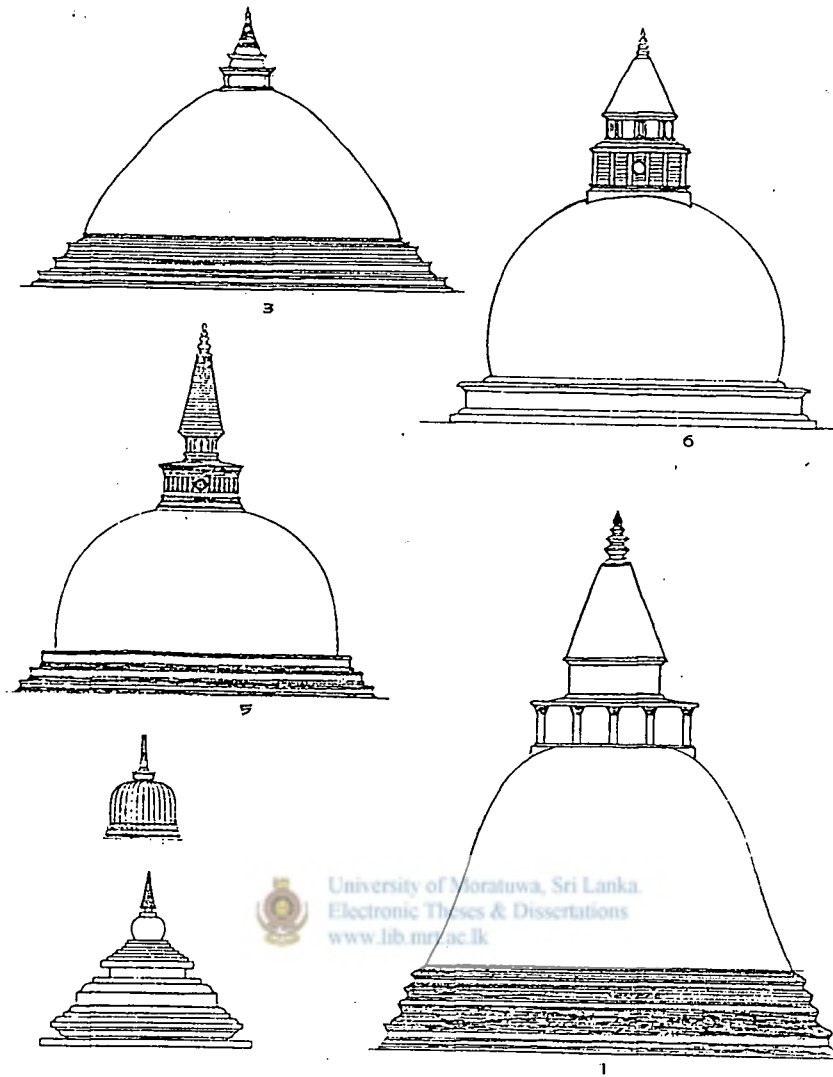 3
6
5
University of Moratuwa, Sri Lanka.
Electronic Theses & Dissertations
www.lib.mrt.ac.lk
1